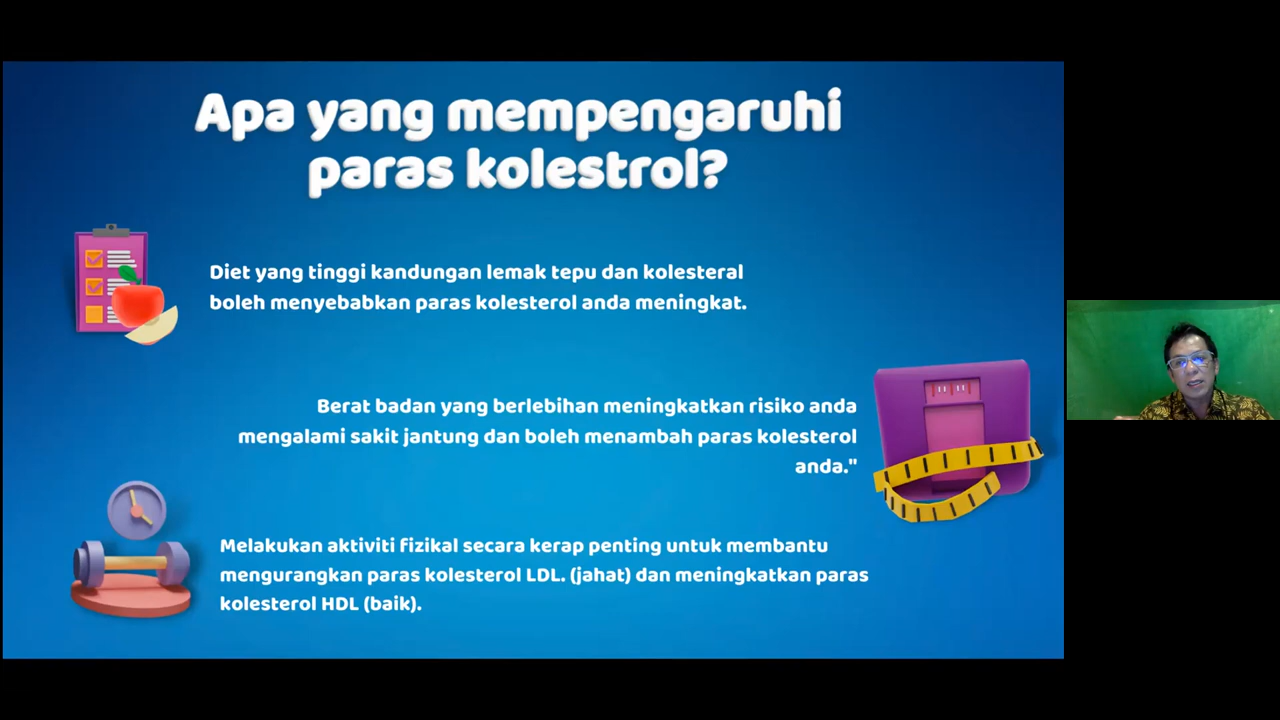 Apa yang mempengaruhi
paras kolestrol?
Diet yang tinggi kandungan lemak tepu dan kolesteral
boleh menyebabkan paras kolesterol anda meningkat.
Berat badan yang berlebihan meningkatkan risiko anda
mengalami sakit jantung dan boleh menambah paras kolesterol
anda."
Melakukan aktiviti fizikal secara kerap penting untuk membantu
mengurangkan paras kolesterol LDL. (jahat) dan meningkatkan paras
kolesterol HDL (baik).